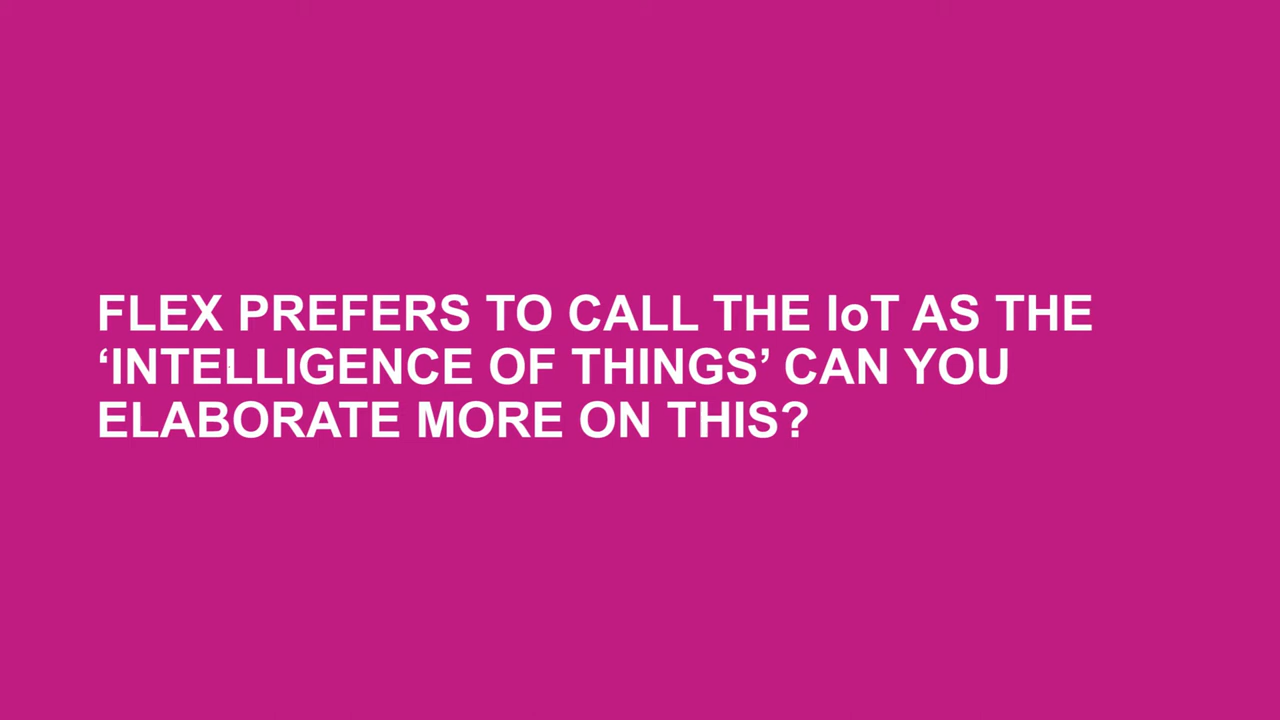 FLEX PREFERS TO CALL THE IoT AS THE
‘INTELLIGENCE OF THINGS’ CAN YOU
ELABORATE MORE ON THIS?